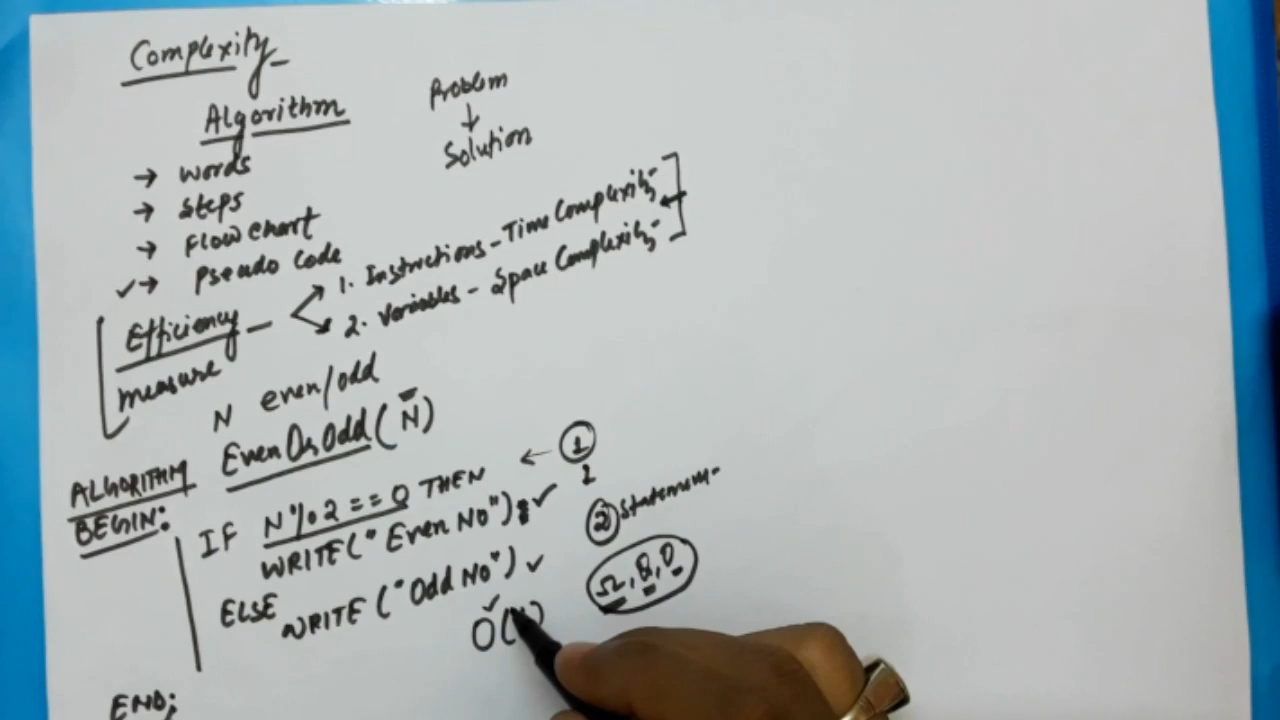 Complexity
Algorithm
Problem
↓
Solution
→ Words
→ Steps
→ Flow chart
✓→ Pseudo Code
Efficiency -
1. Instructions - Time Complexity
2. Variables - Space Complexity
measure
N even/odd
ALGORITHM EvenOrOdd(N)
BEGIN:
IF N%2==0 THEN ← 1
1
WRITE("Even No"); ✓
2 Statement
ELSE
WRITE("Odd No") ✓
Ω, θ, O
END;